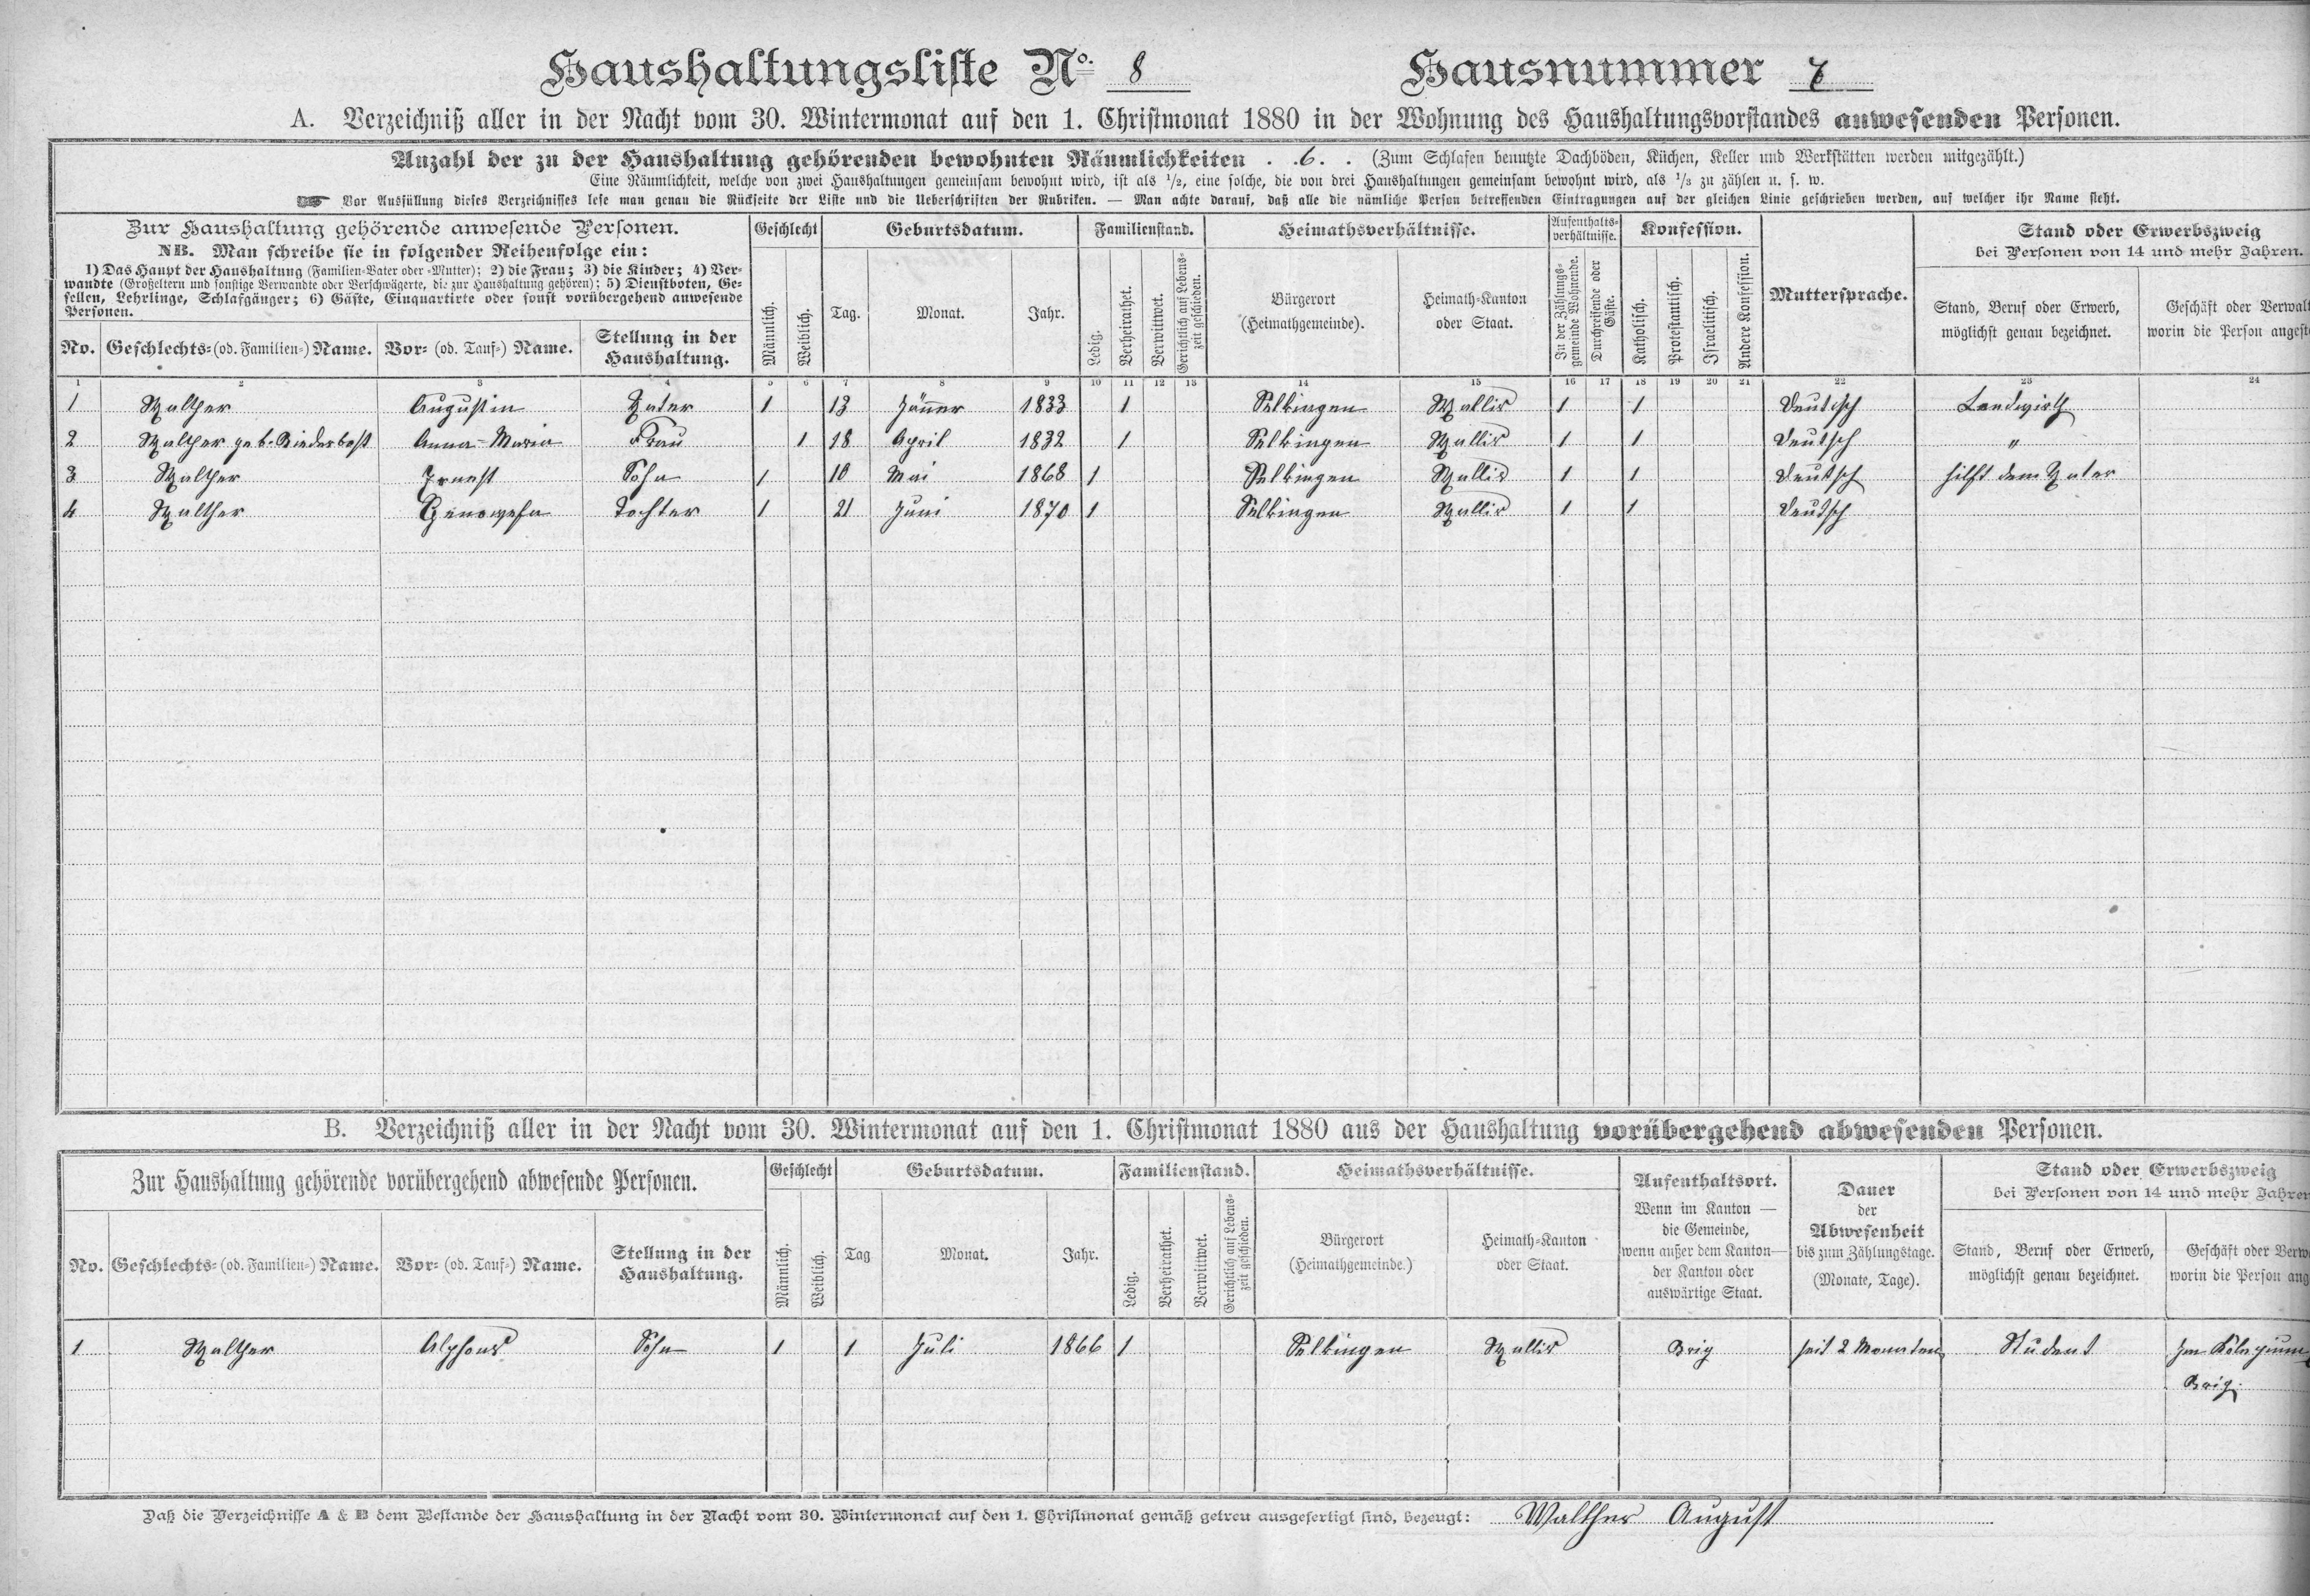 Haushaltungsliste No. 8 Hausnummer 7
A. Verzeichniß aller in der Nacht vom 30. Wintermonat auf den 1. Christmonat 1880 in der Wohnung des Haushaltungsvorstandes anwesenden Personen.
Anzahl der zu der Haushaltung gehörenden bewohnten Räumlichkeiten . .6. . (Zum Schlafen benutzte Dachböden, Küchen, Keller und Werkstätten werden mitgezählt.)
Eine Räumlichkeit, welche von zwei Haushaltungen gemeinsam bewohnt wird, ist als 1/2, eine solche, die von drei Haushaltungen gemeinsam bewohnt wird, als 1/3 zu zählen u. s. w.
Vor Ausfüllung dieses Verzeichnisses lese man genau die Rückseite der Liste und die Ueberschriften der Rubriken. — Man achte darauf, daß alle die nämliche Person betreffenden Eintragungen auf der gleichen Linie geschrieben werden, auf welcher ihr Name steht.
Zur Haushaltung gehörende anwesende Personen.
NB. Man schreibe sie in folgender Reihenfolge ein:
1) Das Haupt der Haushaltung (Familien-Vater oder -Mutter); 2) die Frau; 3) die Kinder; 4) Ver-
wandte (Großeltern und sonstige Verwandte oder Verschwägerte, die zur Haushaltung gehören); 5) Dienstboten, Ge-
sellen, Lehrlinge, Schlafgänger; 6) Gäste, Einquartirte oder sonst vorübergehend anwesende
Personen.
No. Geschlechts- (od. Familien-) Name. Vor- (od. Tauf-) Name. Stellung in der
Haushaltung.
Geschlecht
Männlich.
Weiblich.
Geburtsdatum.
Tag. Monat. Jahr.
Familienstand.
Ledig.
Verheirathet.
Verwittwet.
Gerichtlich auf Lebens-
zeit geschieden.
Heimathsverhältnisse.
Bürgerort
(Heimathgemeinde).
Heimath-Kanton
oder Staat.
Aufenthalts-
verhältnisse.
In der Zählungs-
gemeinde Wohnende.
Durchreisende oder
Gäste.
Konfession.
Katholisch.
Protestantisch.
Israelitisch.
Andere Konfession.
Muttersprache.
Stand oder Erwerbszweig
bei Personen von 14 und mehr Jahren.
Stand, Beruf oder Erwerb,
möglichst genau bezeichnet.
Geschäft oder Verwalt
worin die Person angeste
1 2 3 4 5 6 7 8 9 10 11 12 13 14 15 16 17 18 19 20 21 22 23 24
1 Walther Augustin Vater 1 13 Jänner 1833 1 Selkingen Wallis 1 1 Deutsch Landwirth
2 Walther geb. Biederbost Anna-Maria Frau 1 18 April 1832 1 Selkingen Wallis 1 1 Deutsch "
3 Walther Ernest Sohn 1 10 Mai 1868 1 Selkingen Wallis 1 1 Deutsch hilft dem Vater
4 Walther Genowefa Tochter 1 21 Juni 1870 1 Selkingen Wallis 1 1 Deutsch
B. Verzeichniß aller in der Nacht vom 30. Wintermonat auf den 1. Christmonat 1880 aus der Haushaltung vorübergehend abwesenden Personen.
Zur Haushaltung gehörende vorübergehend abwesende Personen.
No. Geschlechts- (od. Familien-) Name. Vor- (od. Tauf-) Name. Stellung in der
Haushaltung.
Geschlecht
Männlich.
Weiblich.
Geburtsdatum.
Tag Monat. Jahr.
Familienstand.
Ledig.
Verheirathet.
Verwittwet.
Gerichtlich auf Lebens-
zeit geschieden.
Heimathsverhältnisse.
Bürgerort
(Heimathgemeinde.)
Heimath-Kanton
oder Staat.
Aufenthaltsort.
Wenn im Kanton —
die Gemeinde,
wenn außer dem Kanton—
der Kanton oder
auswärtige Staat.
Dauer
der
Abwesenheit
bis zum Zählungstage.
(Monate, Tage).
Stand oder Erwerbszweig
bei Personen von 14 und mehr Jahren
Stand, Beruf oder Erwerb,
möglichst genau bezeichnet.
Geschäft oder Verwa
worin die Person ang
1 Walther Alphons Sohn 1 1 Juli 1866 1 Selkingen Wallis Brig seit 2 Monaten Student Im Kolegium
Brig.
Daß die Verzeichnisse A & B dem Bestande der Haushaltung in der Nacht vom 30. Wintermonat auf den 1. Christmonat gemäß getreu ausgefertigt sind, bezeugt: Walther August